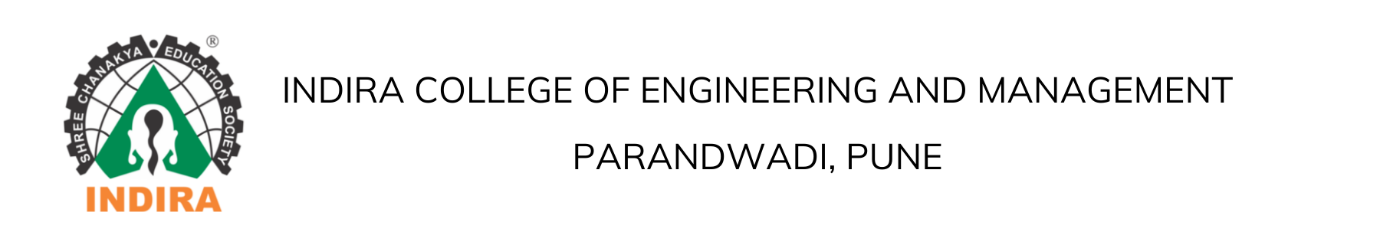 SHREE CHANAKYA EDUCATION SOCIETY ®
INDIRA
INDIRA COLLEGE OF ENGINEERING AND MANAGEMENT
PARANDWADI, PUNE